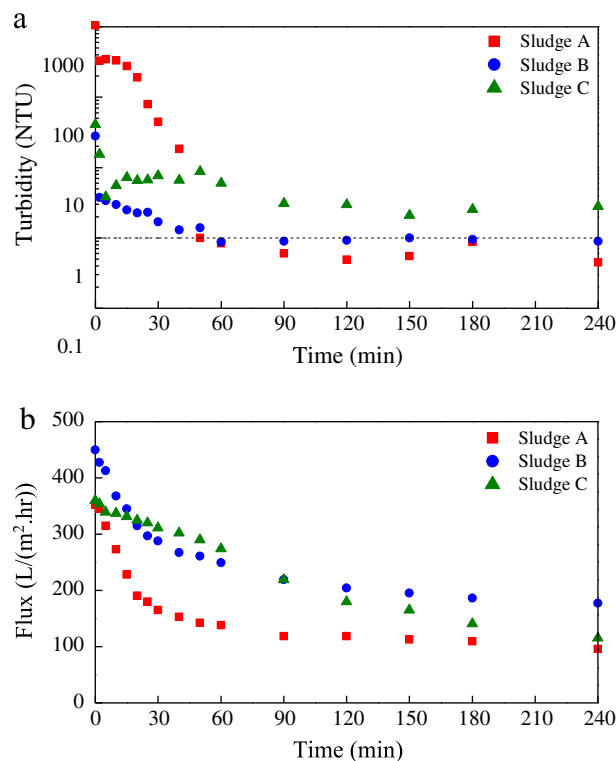 a
Turbidity (NTU)
1000
100
10
1
0.1
Sludge A
Sludge B
Sludge C
0 30 60 90 120 150 180 210 240
Time (min)
b
Flux (L/(m².hr))
500
400
300
200
100
0
Sludge A
Sludge B
Sludge C
0 30 60 90 120 150 180 210 240
Time (min)